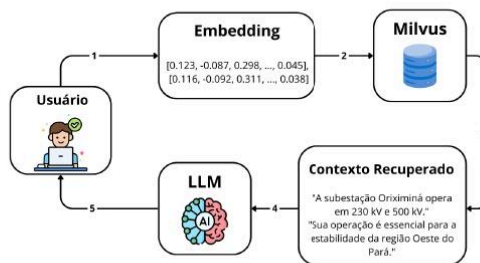 Embedding
[0.123, -0.087, 0.298, ..., 0.045],
[0.116, -0.092, 0.311, ..., 0.038]
1
2
Milvus
Usuário
LLM
AI
Contexto Recuperado
"A subestação Oriximiná opera
em 230 kV e 500 kV."
"Sua operação é essencial para a
estabilidade da região Oeste do
Pará."
4
5